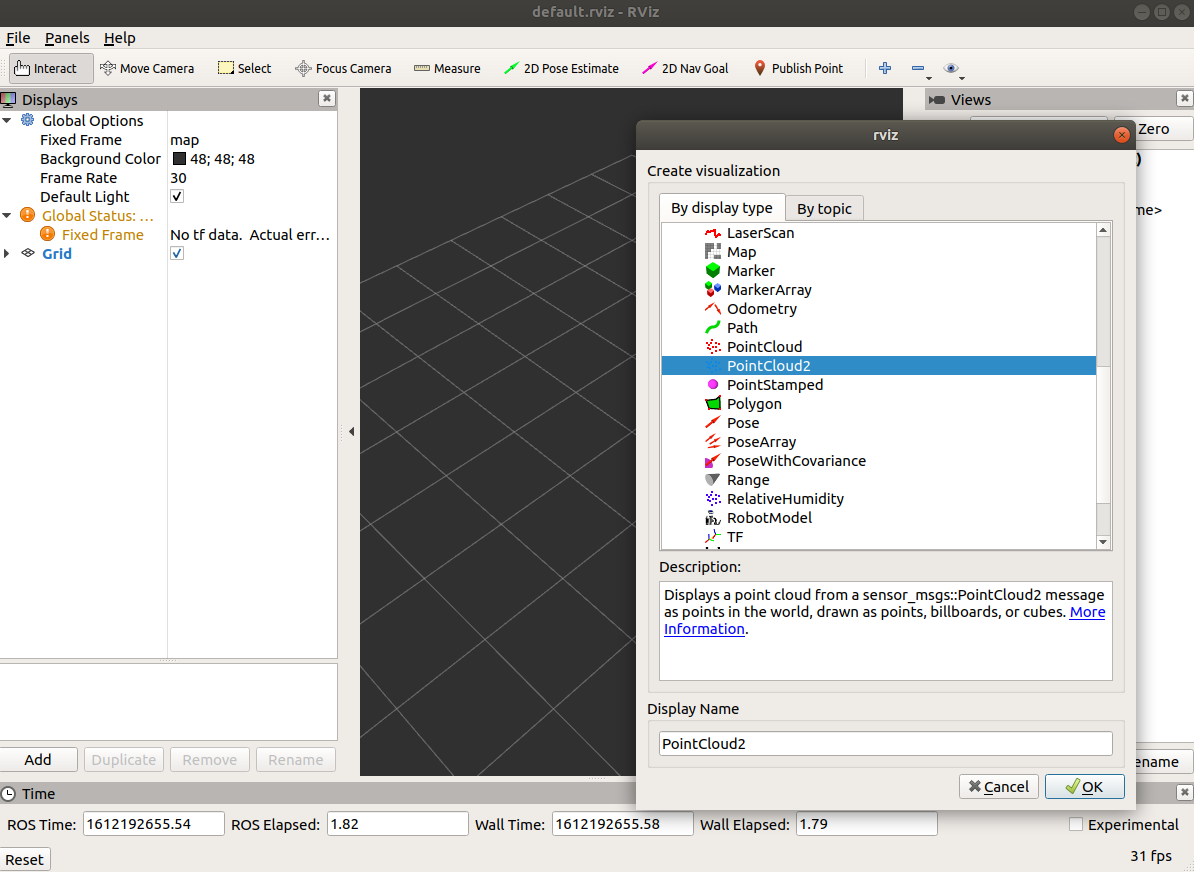 default.rviz - RViz
File Panels Help
Interact Move Camera Select Focus Camera Measure 2D Pose Estimate 2D Nav Goal Publish Point
Displays
Global Options
Fixed Frame map
Background Color 48; 48; 48
Frame Rate 30
Default Light
Global Status: ...
Fixed Frame No tf data. Actual err...
Grid
Add Duplicate Remove Rename
Views
Zero
)
me>
ename
rviz
Create visualization
By display type By topic
LaserScan
Map
Marker
MarkerArray
Odometry
Path
PointCloud
PointCloud2
PointStamped
Polygon
Pose
PoseArray
PoseWithCovariance
Range
RelativeHumidity
RobotModel
TF
Description:
Displays a point cloud from a sensor_msgs::PointCloud2 message
as points in the world, drawn as points, billboards, or cubes. More
Information.
Display Name
PointCloud2
Cancel OK
Time
ROS Time: 1612192655.54 ROS Elapsed: 1.82 Wall Time: 1612192655.58 Wall Elapsed: 1.79 Experimental
Reset 31 fps